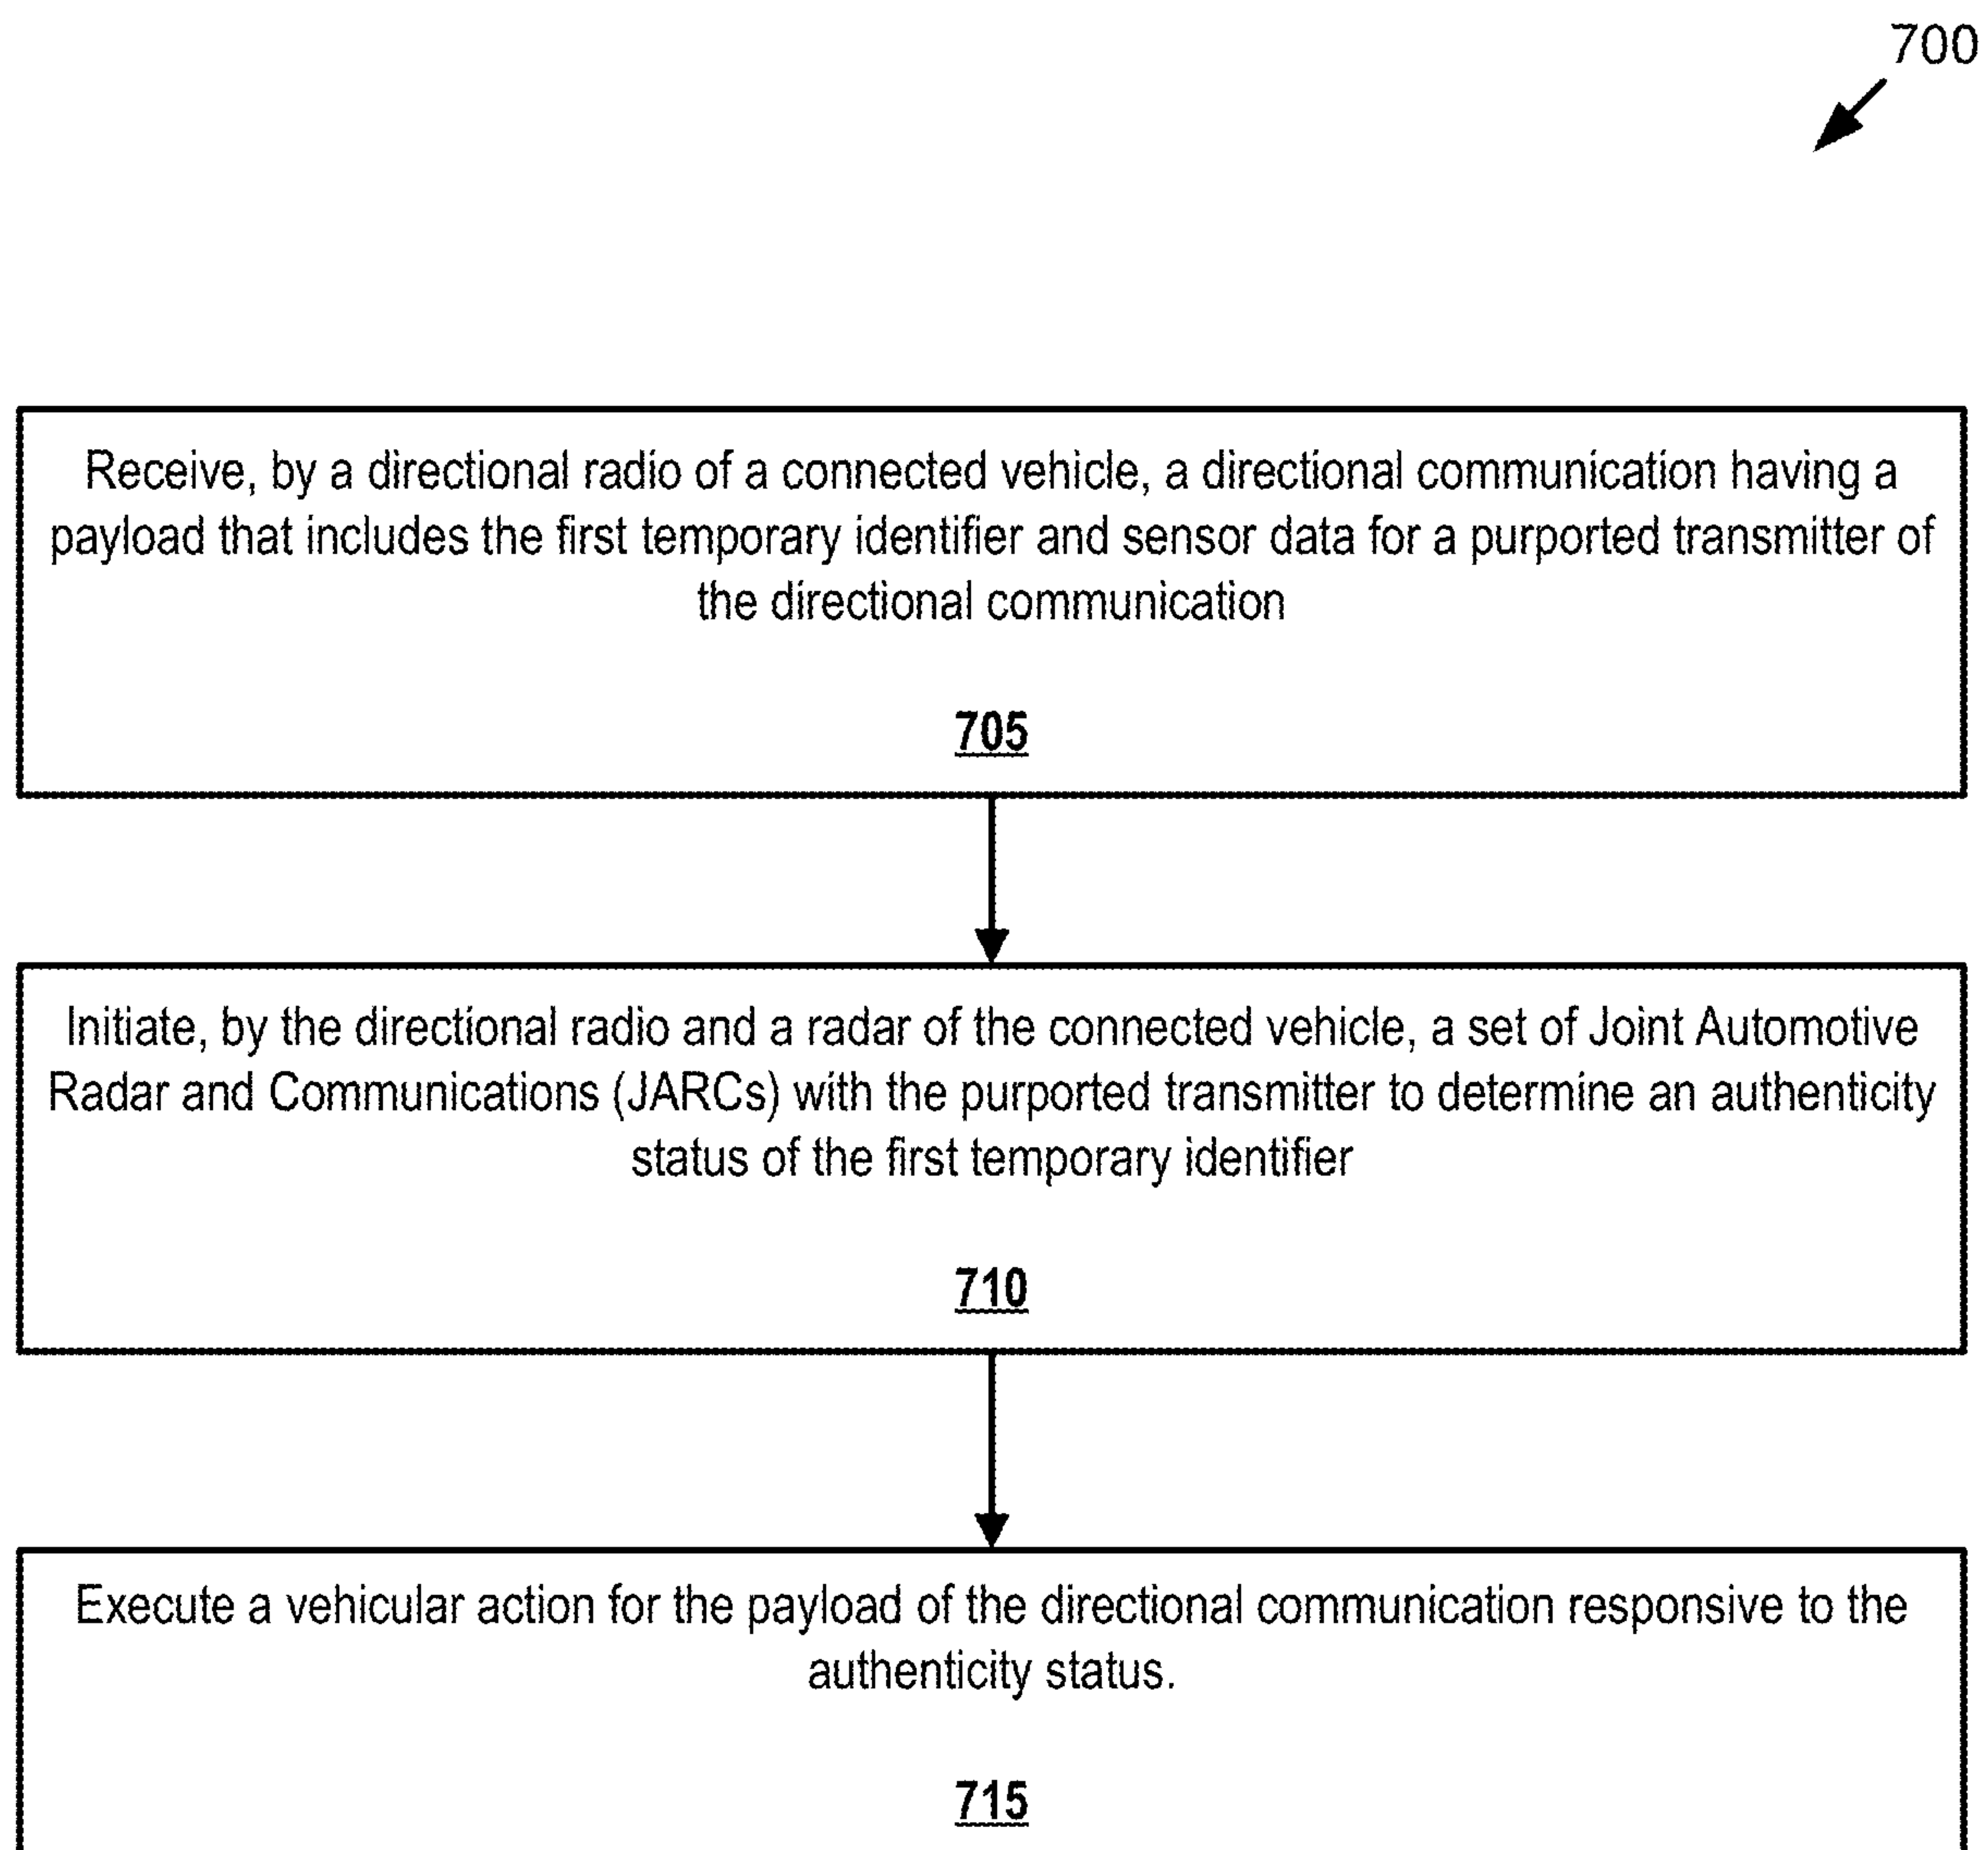 700
Receive, by a directional radio of a connected vehicle, a directional communication having a
payload that includes the first temporary identifier and sensor data for a purported transmitter of
the directional communication
705
Initiate, by the directional radio and a radar of the connected vehicle, a set of Joint Automotive
Radar and Communications (JARCs) with the purported transmitter to determine an authenticity
status of the first temporary identifier
710
Execute a vehicular action for the payload of the directional communication responsive to the
authenticity status.
715